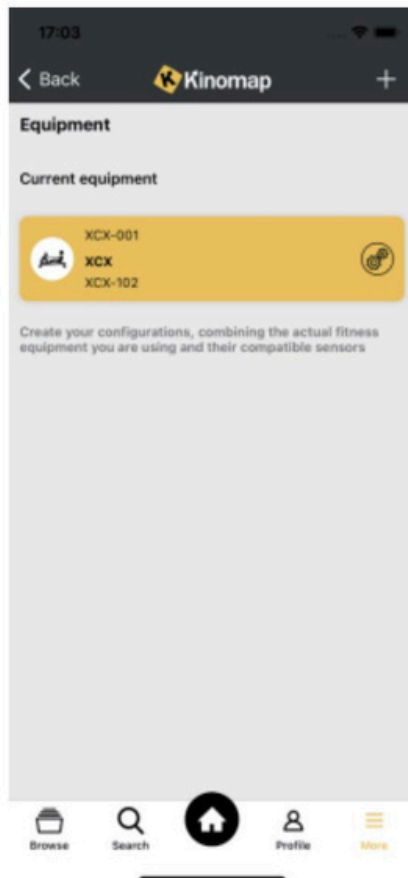 17:03
Back
Kinomap
Equipment
Current equipment
XCX-001
XCX
XCX-102
Create your configurations, combining the actual fitness
equipment you are using and their compatible sensors
Browse
Search
Profile
More